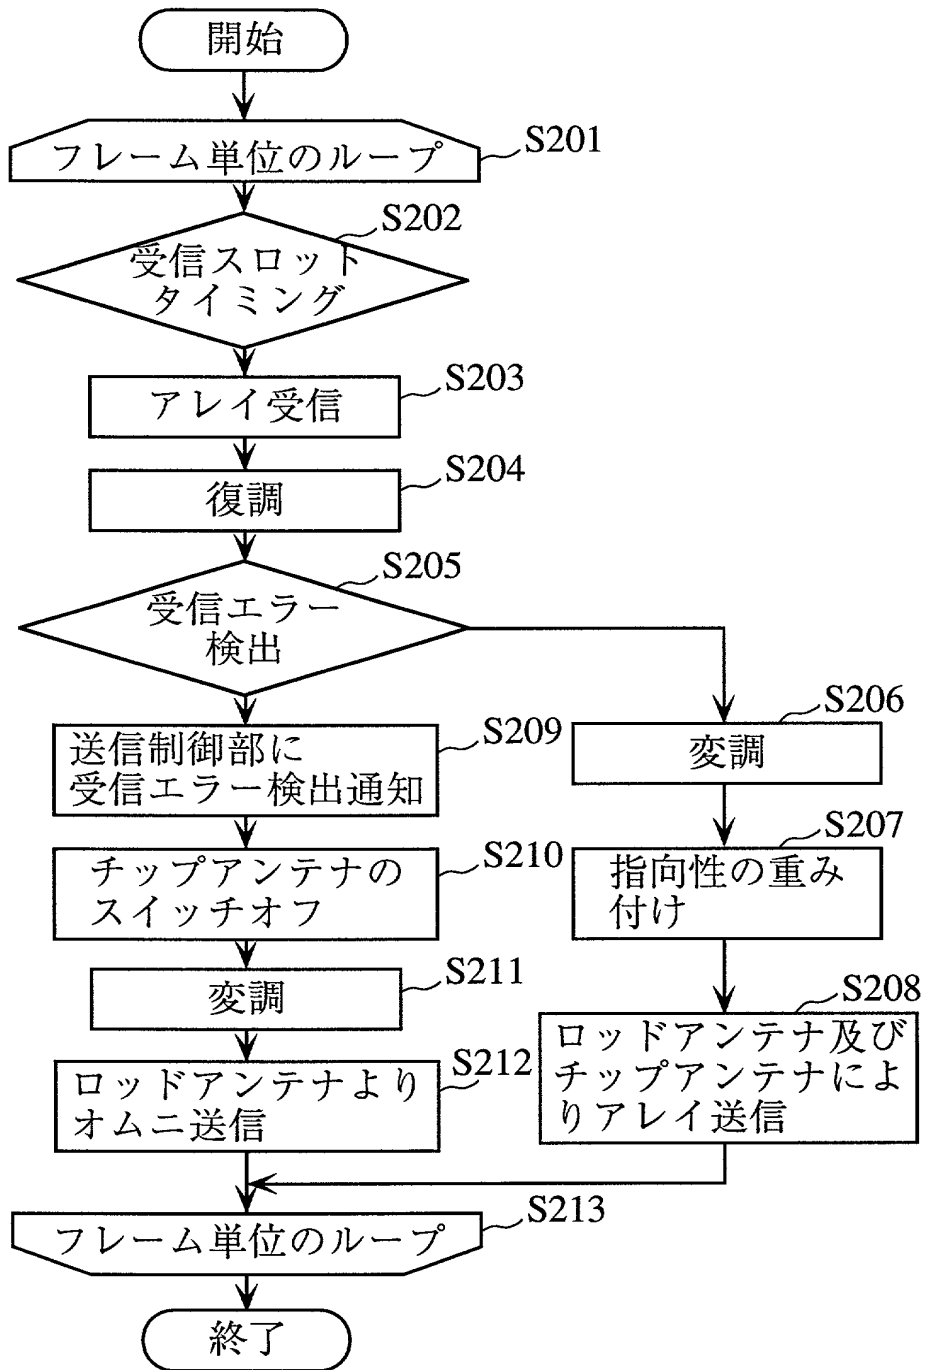 開始
フレーム単位のループ
S201
S202
受信スロット
タイミング
S203
アレイ受信
S204
復調
S205
受信エラー
検出
S209
送信制御部に
受信エラー検出通知
S210
チップアンテナの
スイッチオフ
S211
変調
S212
ロッドアンテナより
オムニ送信
S206
変調
S207
指向性の重み
付け
S208
ロッドアンテナ及び
チップアンテナによ
りアレイ送信
S213
フレーム単位のループ
終了